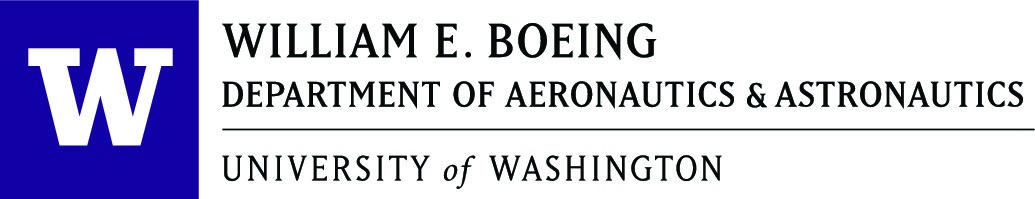 W
WILLIAM E. BOEING
DEPARTMENT OF AERONAUTICS & ASTRONAUTICS
UNIVERSITY of WASHINGTON